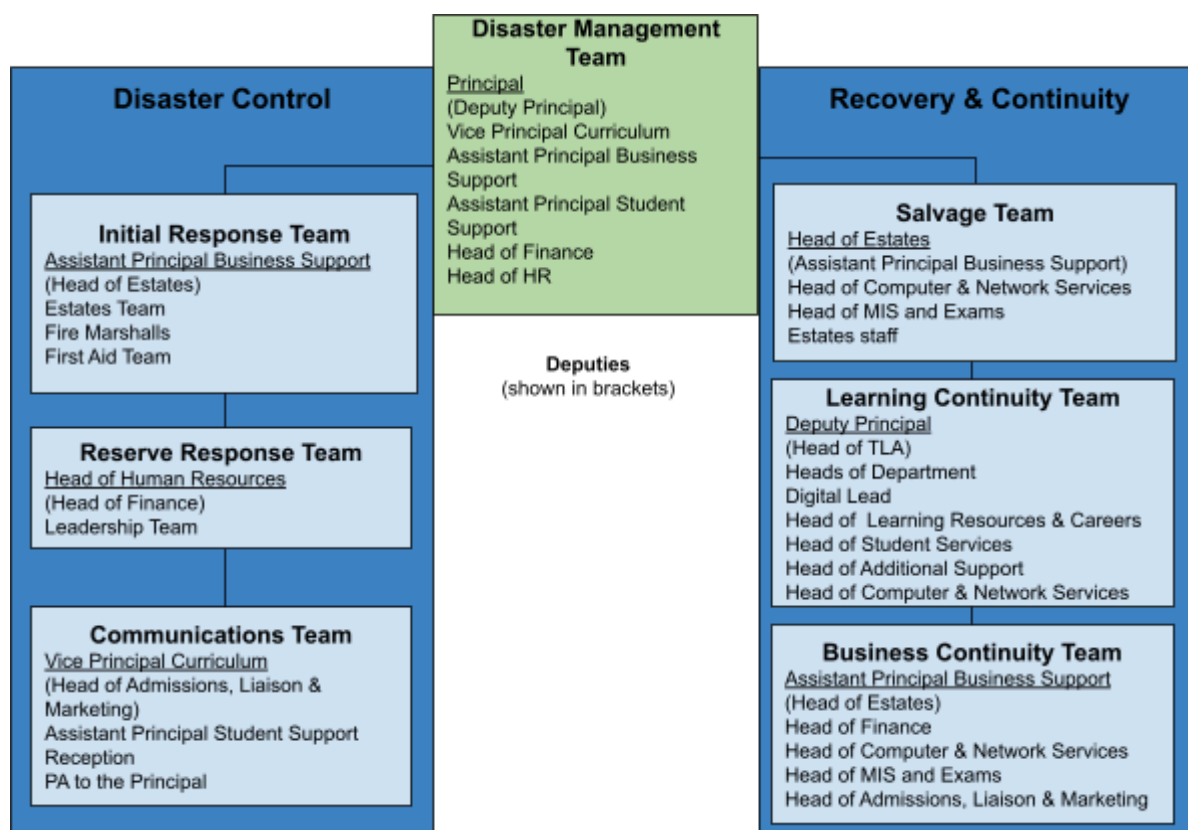 Disaster Management
Team
Principal
(Deputy Principal)
Vice Principal Curriculum
Assistant Principal Business
Support
Assistant Principal Student
Support
Head of Finance
Head of HR
Deputies
(shown in brackets)
Disaster Control
Initial Response Team
Assistant Principal Business Support
(Head of Estates)
Estates Team
Fire Marshalls
First Aid Team
Reserve Response Team
Head of Human Resources
(Head of Finance)
Leadership Team
Communications Team
Vice Principal Curriculum
(Head of Admissions, Liaison &
Marketing)
Assistant Principal Student Support
Reception
PA to the Principal
Recovery & Continuity
Salvage Team
Head of Estates
(Assistant Principal Business Support)
Head of Computer & Network Services
Head of MIS and Exams
Estates staff
Learning Continuity Team
Deputy Principal
(Head of TLA)
Heads of Department
Digital Lead
Head of Learning Resources & Careers
Head of Student Services
Head of Additional Support
Head of Computer & Network Services
Business Continuity Team
Assistant Principal Business Support
(Head of Estates)
Head of Finance
Head of Computer & Network Services
Head of MIS and Exams
Head of Admissions, Liaison & Marketing